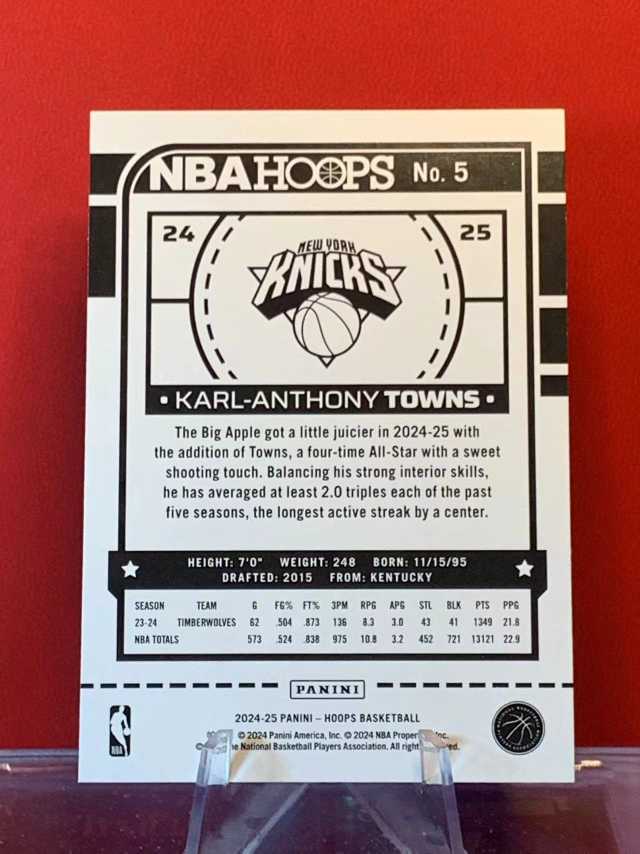 NBA HOOPS No. 5
24 25
NEW YORK
KNICKS
• KARL-ANTHONY TOWNS •
The Big Apple got a little juicier in 2024-25 with
the addition of Towns, a four-time All-Star with a sweet
shooting touch. Balancing his strong interior skills,
he has averaged at least 2.0 triples each of the past
five seasons, the longest active streak by a center.
HEIGHT: 7'0" WEIGHT: 248 BORN: 11/15/95
DRAFTED: 2015 FROM: KENTUCKY
SEASON TEAM G FG% FT% 3PM RPG APG STL BLK PTS PPG
23-24 TIMBERWOLVES 62 .504 .873 136 8.3 3.0 43 41 1349 21.8
NBA TOTALS 573 .524 .838 975 10.8 3.2 452 721 13121 22.9
PANINI
2024-25 PANINI – HOOPS BASKETBALL
© 2024 Panini America, Inc. © 2024 NBA Inc.
National Basketball Players Association. All
NBA